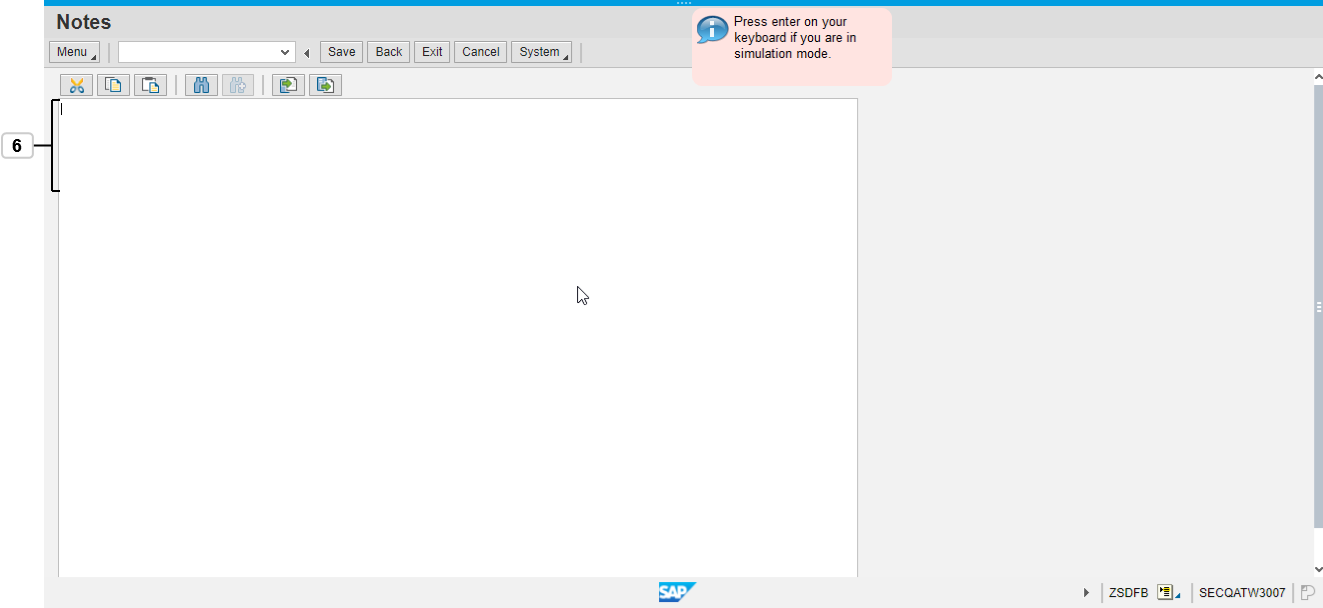 Notes
Press enter on your
keyboard if you are in
simulation mode.
Menu Save Back Exit Cancel System
6
SAP
ZSDFB SECQATW3007